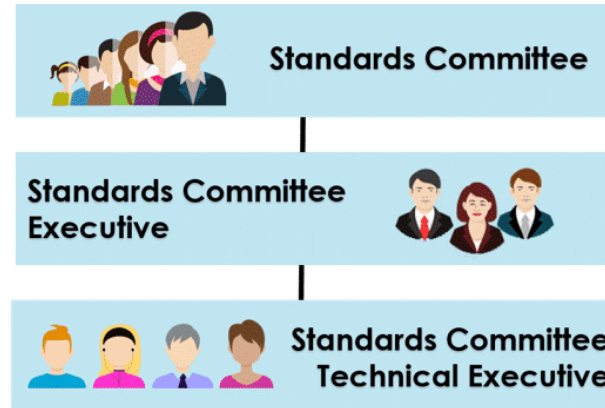 Standards Committee
Standards Committee
Executive
Standards Committee
Technical Executive